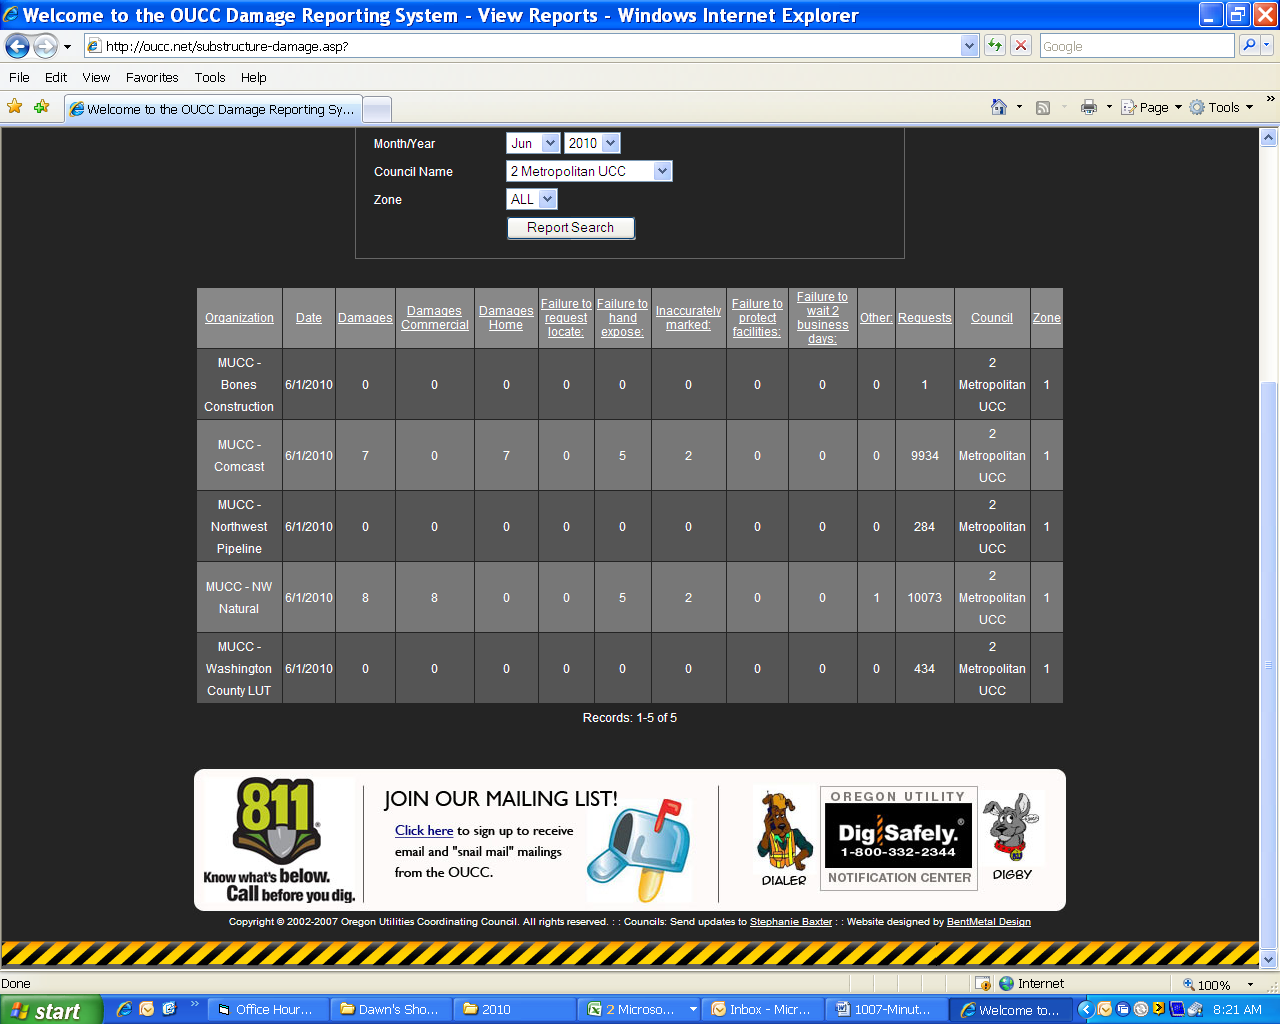 Welcome to the OUCC Damage Reporting System - View Reports - Windows Internet Explorer
http://oucc.net/substructure-damage.asp?
Google
File Edit View Favorites Tools Help
Welcome to the OUCC Damage Reporting Sy...
Page Tools
Month/Year Jun 2010
Council Name 2 Metropolitan UCC
Zone ALL
Report Search
Organization Date Damages Damages Commercial Damages Home Failure to request locate: Failure to hand expose: Inaccurately marked: Failure to protect facilities: Failure to wait 2 business days: Other: Requests Council Zone
MUCC - Bones Construction 6/1/2010 0 0 0 0 0 0 0 0 0 1 2 Metropolitan UCC 1
MUCC - Comcast 6/1/2010 7 0 7 0 5 2 0 0 0 9934 2 Metropolitan UCC 1
MUCC - Northwest Pipeline 6/1/2010 0 0 0 0 0 0 0 0 0 284 2 Metropolitan UCC 1
MUCC - NW Natural 6/1/2010 8 8 0 0 5 2 0 0 1 10073 2 Metropolitan UCC 1
MUCC - Washington County LUT 6/1/2010 0 0 0 0 0 0 0 0 0 434 2 Metropolitan UCC 1
Records: 1-5 of 5
811
Know what's below.
Call before you dig.
JOIN OUR MAILING LIST!
Click here to sign up to receive
email and "snail mail" mailings
from the OUCC.
DIALER
OREGON UTILITY
Dig Safely.®
1-800-332-2344
NOTIFICATION CENTER
DIGBY
Copyright © 2002-2007 Oregon Utilities Coordinating Council. All rights reserved. : : Councils: Send updates to Stephanie Baxter : : Website designed by BentMetal Design
Done Internet 100%
start Office Hour... Dawn's Sho... 2010 2 Microso... Inbox - Micr... 1007-Minut... Welcome to... 8:21 AM